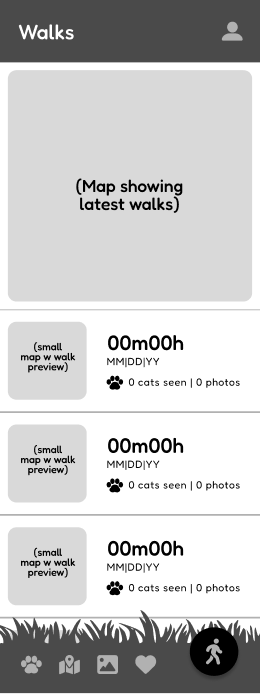 Walks
(Map showing
latest walks)
(small
map w walk
preview)
00m00h
MM|DD|YY
0 cats seen | 0 photos
(small
map w walk
preview)
00m00h
MM|DD|YY
0 cats seen | 0 photos
(small
map w walk
preview)
00m00h
MM|DD|YY
0 cats seen | 0 photos